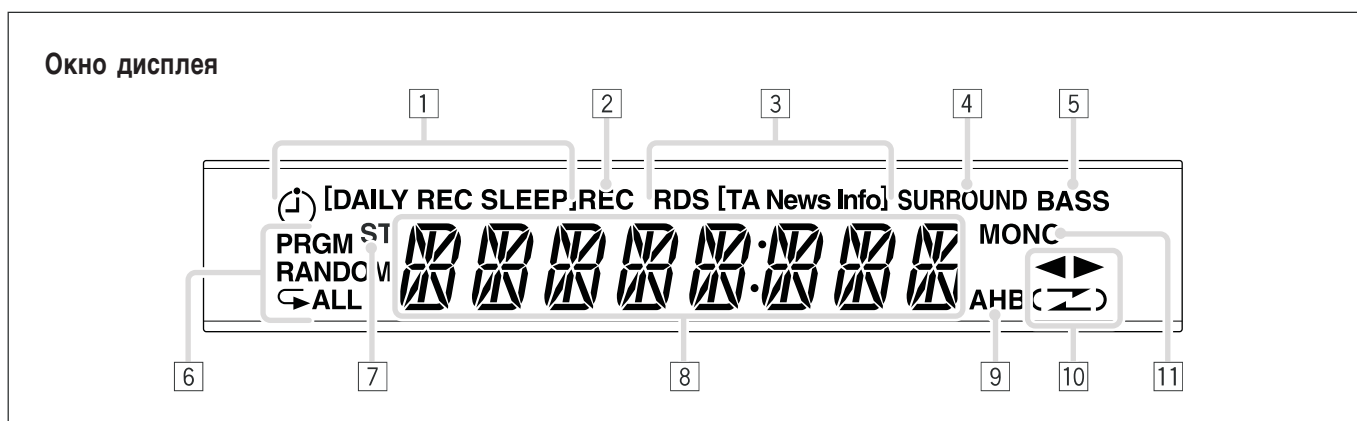 Окно дисплея
1 2 3 4 5
[DAILY REC SLEEP] REC RDS [TA News Info] SURROUND BASS
PRGM ST MONO
RANDOM
ALL AHB
6 7 8 9 10 11